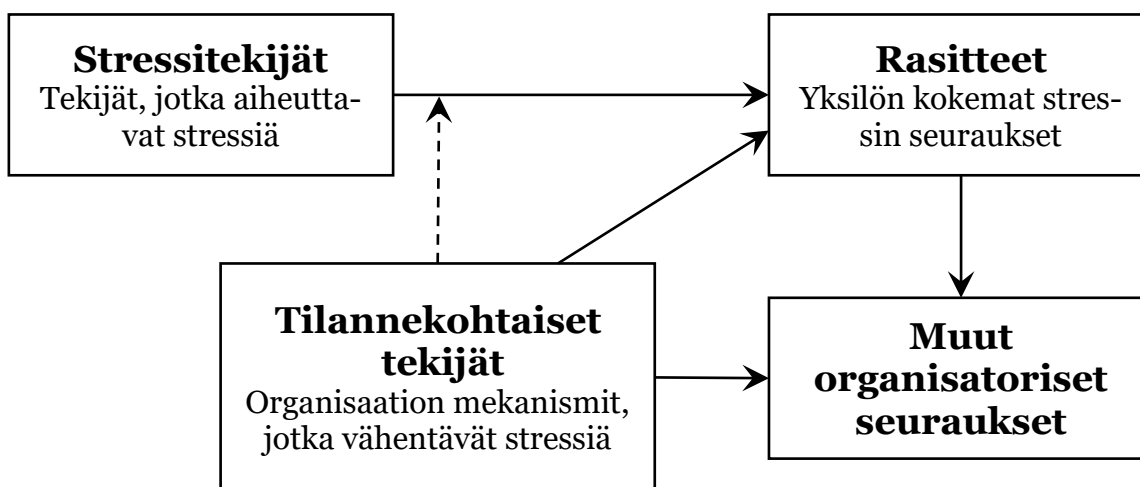 Stressitekijät
Tekijät, jotka aiheutta-
vat stressiä
Rasitteet
Yksilön kokemat stres-
sin seuraukset
Tilannekohtaiset
tekijät
Organisaation mekanismit,
jotka vähentävät stressiä
Muut
organisatoriset
seuraukset